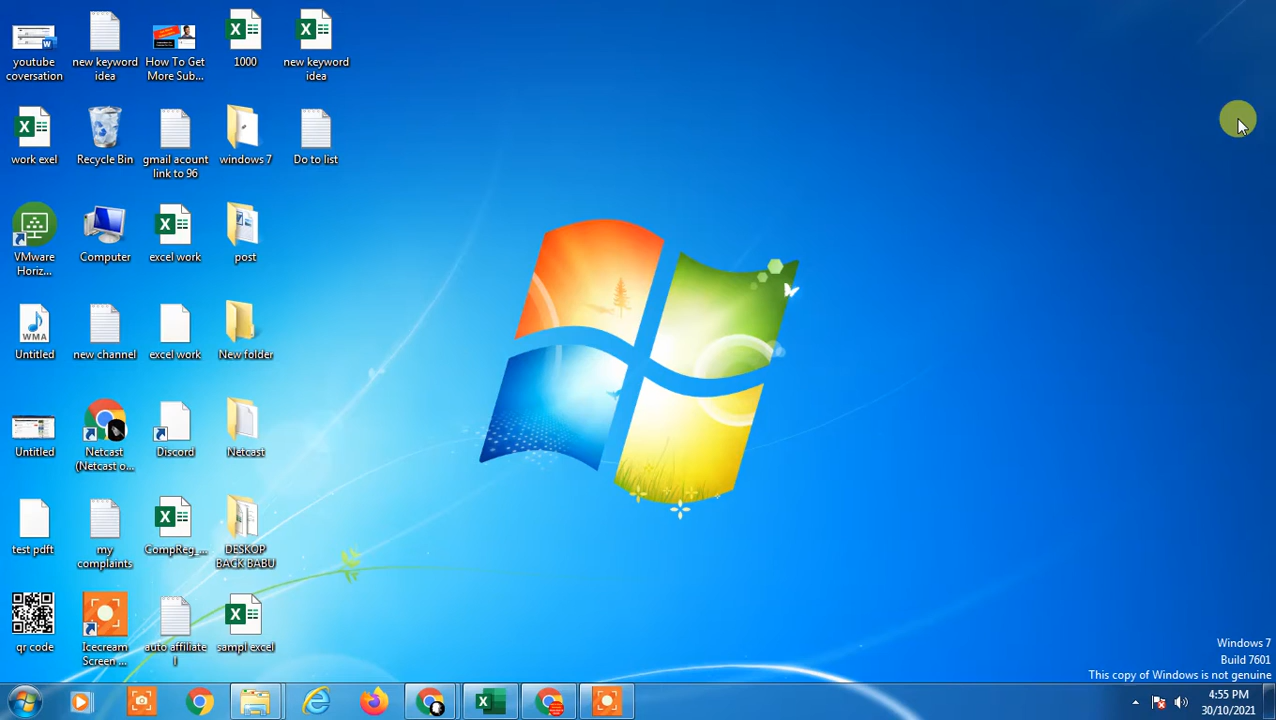 youtube
coversation
new keyword
idea
How To Get
More Sub...
1000
new keyword
idea
work exel
Recycle Bin
gmail acount
link to 96
windows 7
Do to list
VMware
Horiz...
Computer
excel work
post
WMA
Untitled
new channel
excel work
New folder
Untitled
Netcast
(Netcast o...
Discord
Netcast
test pdft
my
complaints
CompReg_...
DESKOP
BACK BABU
qr code
Icecream
Screen ...
auto affiliate
l
sampl excel
Windows 7
Build 7601
This copy of Windows is not genuine
4:55 PM
30/10/2021